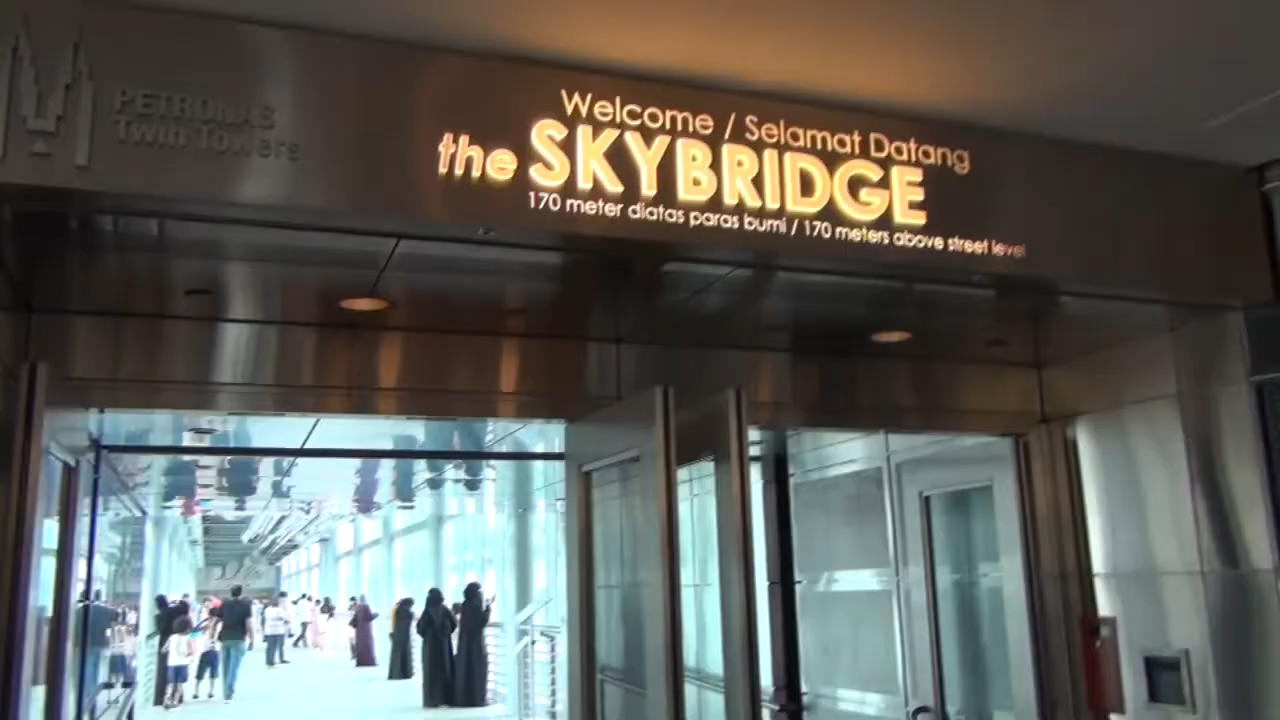 PETRONAS
Twin Towers
Welcome / Selamat Datang
the SKYBRIDGE
170 meter diatas paras bumi / 170 meters above street level